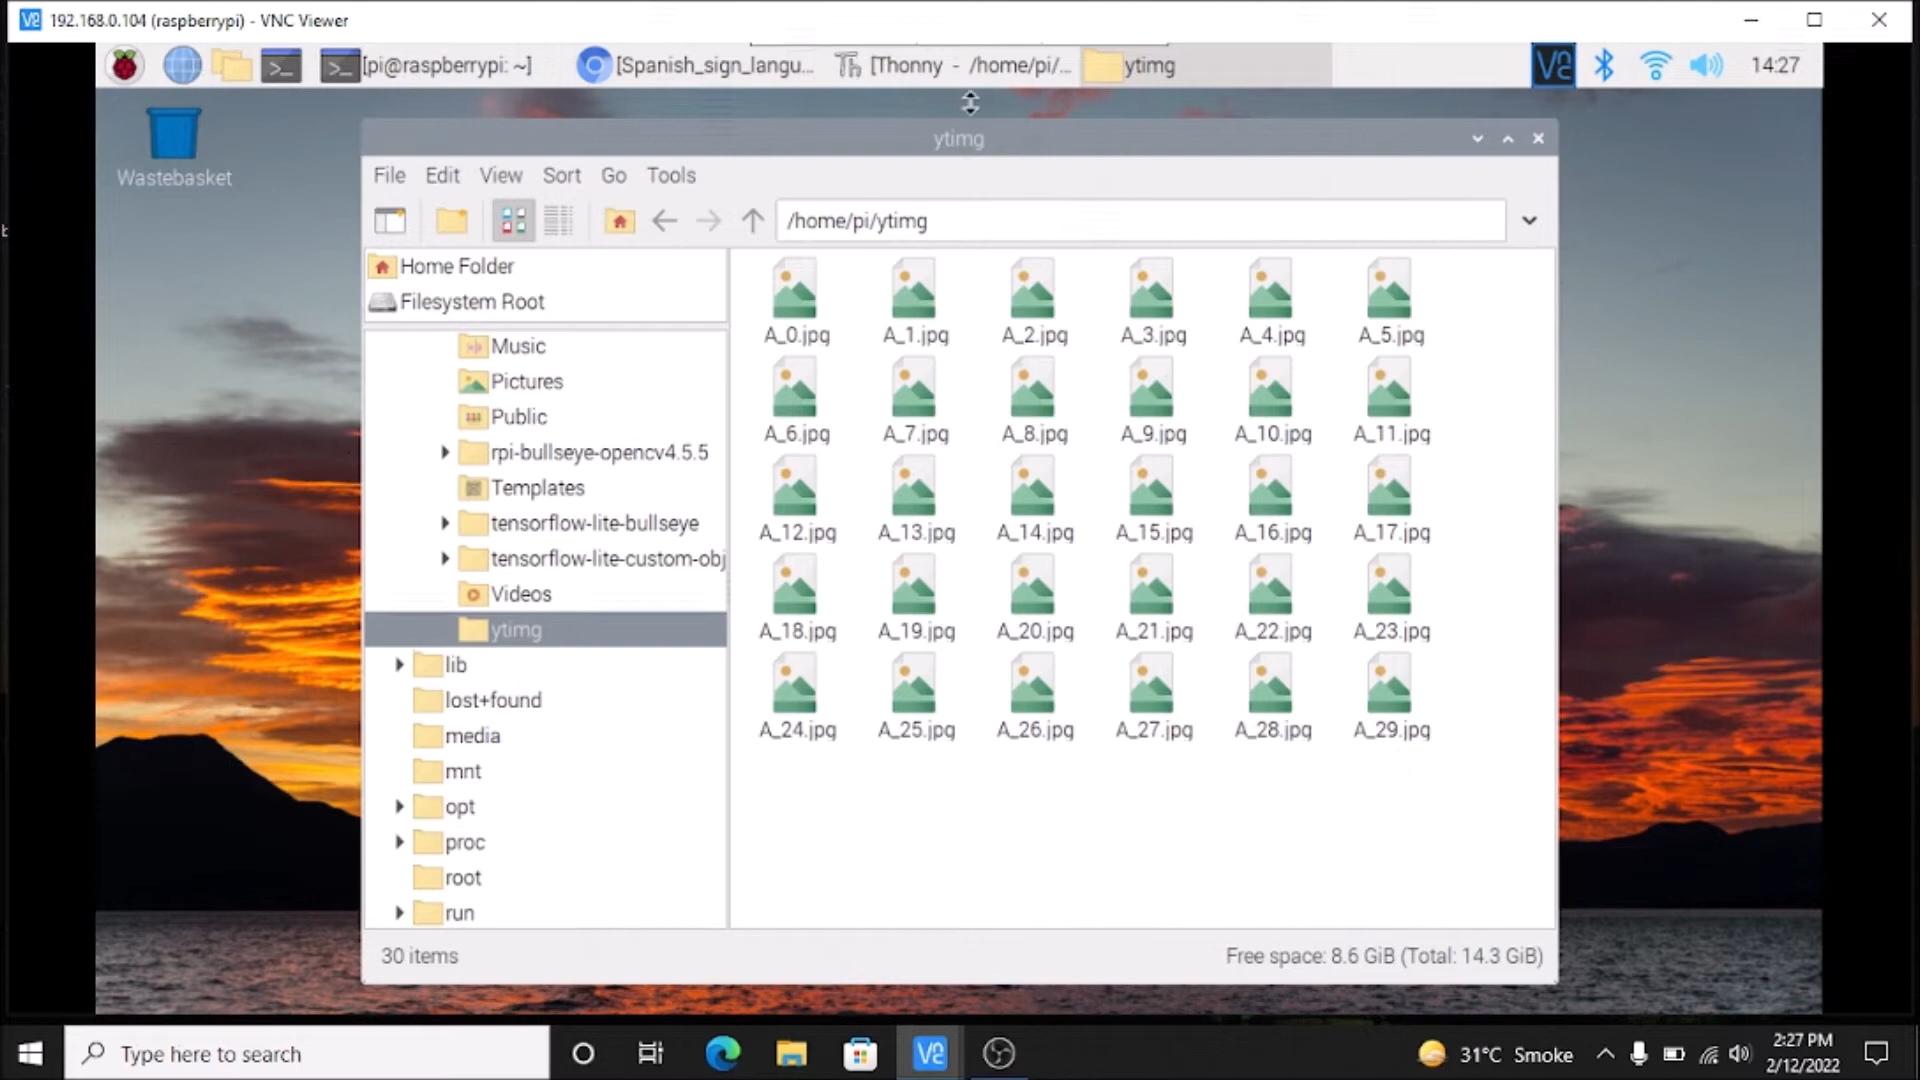 192.168.0.104 (raspberrypi) - VNC Viewer
[pi@raspberrypi: ~] [Spanish_sign_langu... [Thonny - /home/pi/... ytimg 14:27
Wastebasket
ytimg
File Edit View Sort Go Tools
/home/pi/ytimg
Home Folder
Filesystem Root
Music
Pictures
Public
rpi-bullseye-opencv4.5.5
Templates
tensorflow-lite-bullseye
tensorflow-lite-custom-obj
Videos
ytimg
lib
lost+found
media
mnt
opt
proc
root
run
A_0.jpg A_1.jpg A_2.jpg A_3.jpg A_4.jpg A_5.jpg
A_6.jpg A_7.jpg A_8.jpg A_9.jpg A_10.jpg A_11.jpg
A_12.jpg A_13.jpg A_14.jpg A_15.jpg A_16.jpg A_17.jpg
A_18.jpg A_19.jpg A_20.jpg A_21.jpg A_22.jpg A_23.jpg
A_24.jpg A_25.jpg A_26.jpg A_27.jpg A_28.jpg A_29.jpg
30 items Free space: 8.6 GiB (Total: 14.3 GiB)
Type here to search
31°C Smoke
2:27 PM
2/12/2022